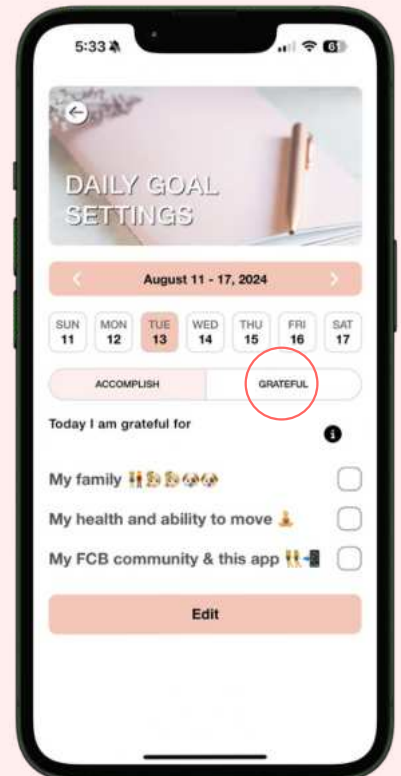 5:33
6
DAILY GOAL
SETTINGS
August 11 - 17, 2024
SUN MON TUE WED THU FRI SAT
11 12 13 14 15 16 17
ACCOMPLISH GRATEFUL
Today I am grateful for
My family 👫🐶🐶
My health and ability to move 🧘
My FCB community & this app 👯📲
Edit